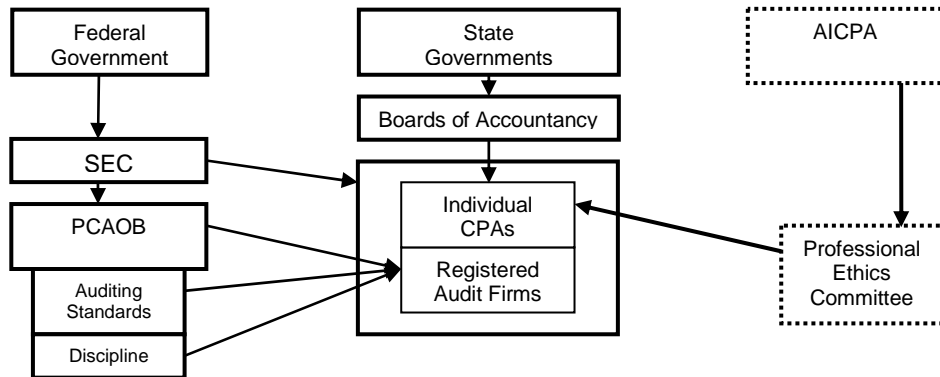 Federal
Government
State
Governments
AICPA
Boards of Accountancy
SEC
Individual
CPAs
PCAOB
Registered
Audit Firms
Professional
Ethics
Committee
Auditing
Standards
Discipline